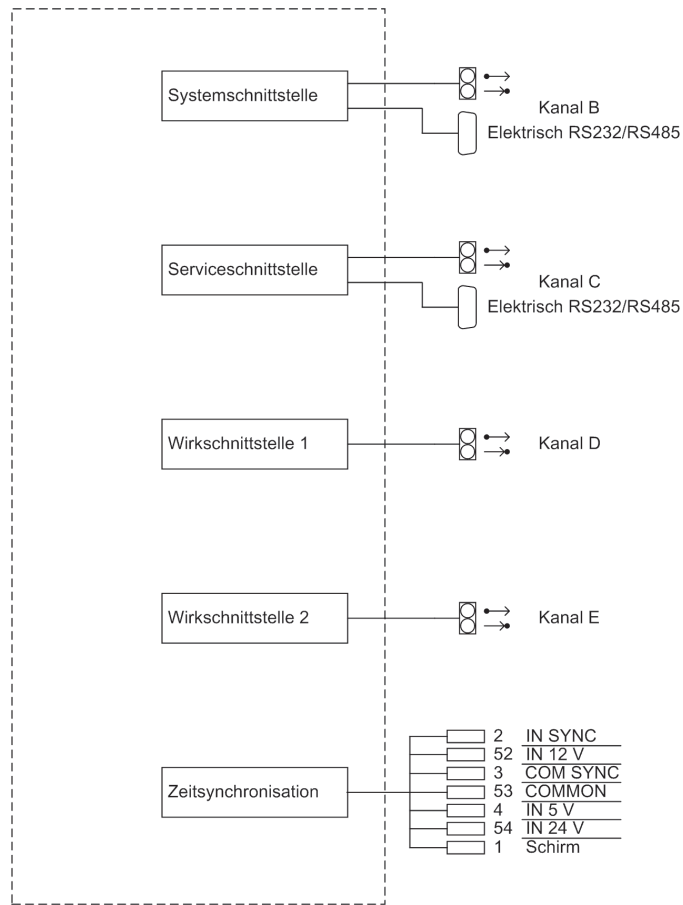 Systemschnittstelle
Kanal B
Elektrisch RS232/RS485
Serviceschnittstelle
Kanal C
Elektrisch RS232/RS485
Wirkschnittstelle 1
Kanal D
Wirkschnittstelle 2
Kanal E
Zeitsynchronisation
2 IN SYNC
52 IN 12 V
3 COM SYNC
53 COMMON
4 IN 5 V
54 IN 24 V
1 Schirm